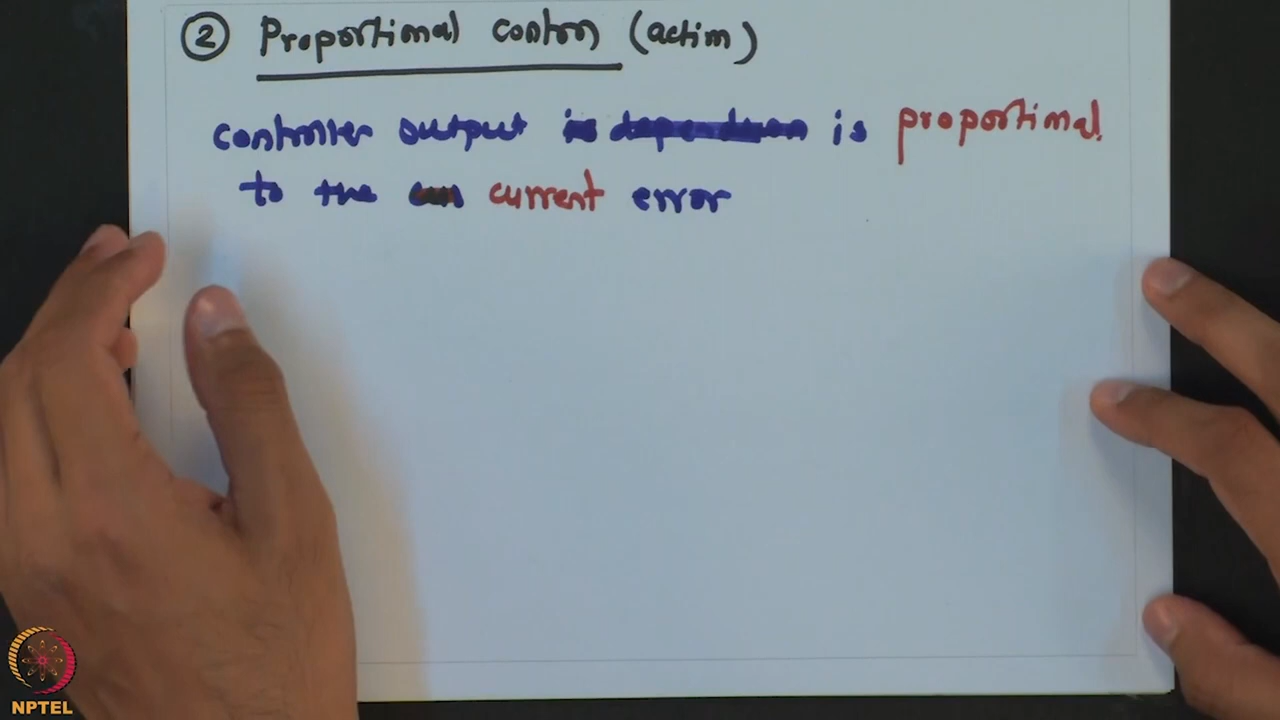 ② Proportional control (action)
controller output is proportional
to the current error
NPTEL